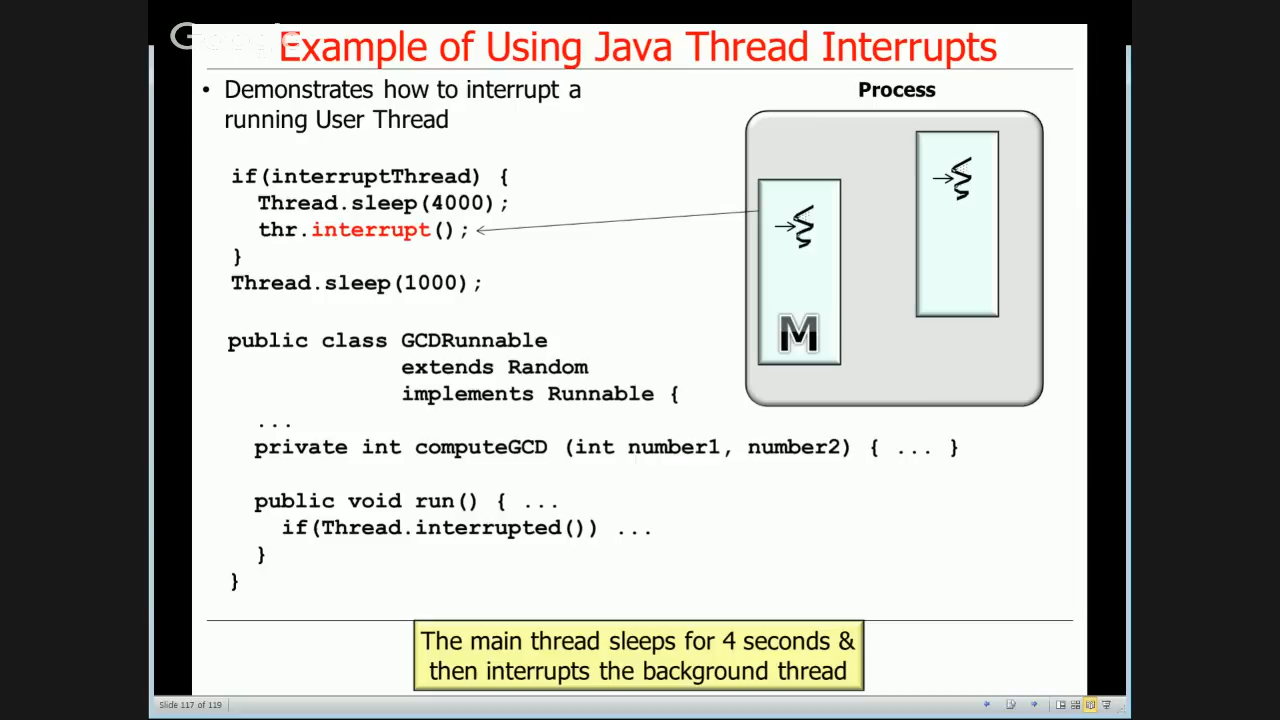 Google
Example of Using Java Thread Interrupts
• Demonstrates how to interrupt a
running User Thread
Process
if(interruptThread) {
Thread.sleep(4000);
thr.interrupt();
}
Thread.sleep(1000);
M
public class GCDRunnable
extends Random
implements Runnable {
...
private int computeGCD (int number1, number2) { ... }
public void run() { ...
if(Thread.interrupted()) ...
}
}
The main thread sleeps for 4 seconds &
then interrupts the background thread
Slide 117 of 119